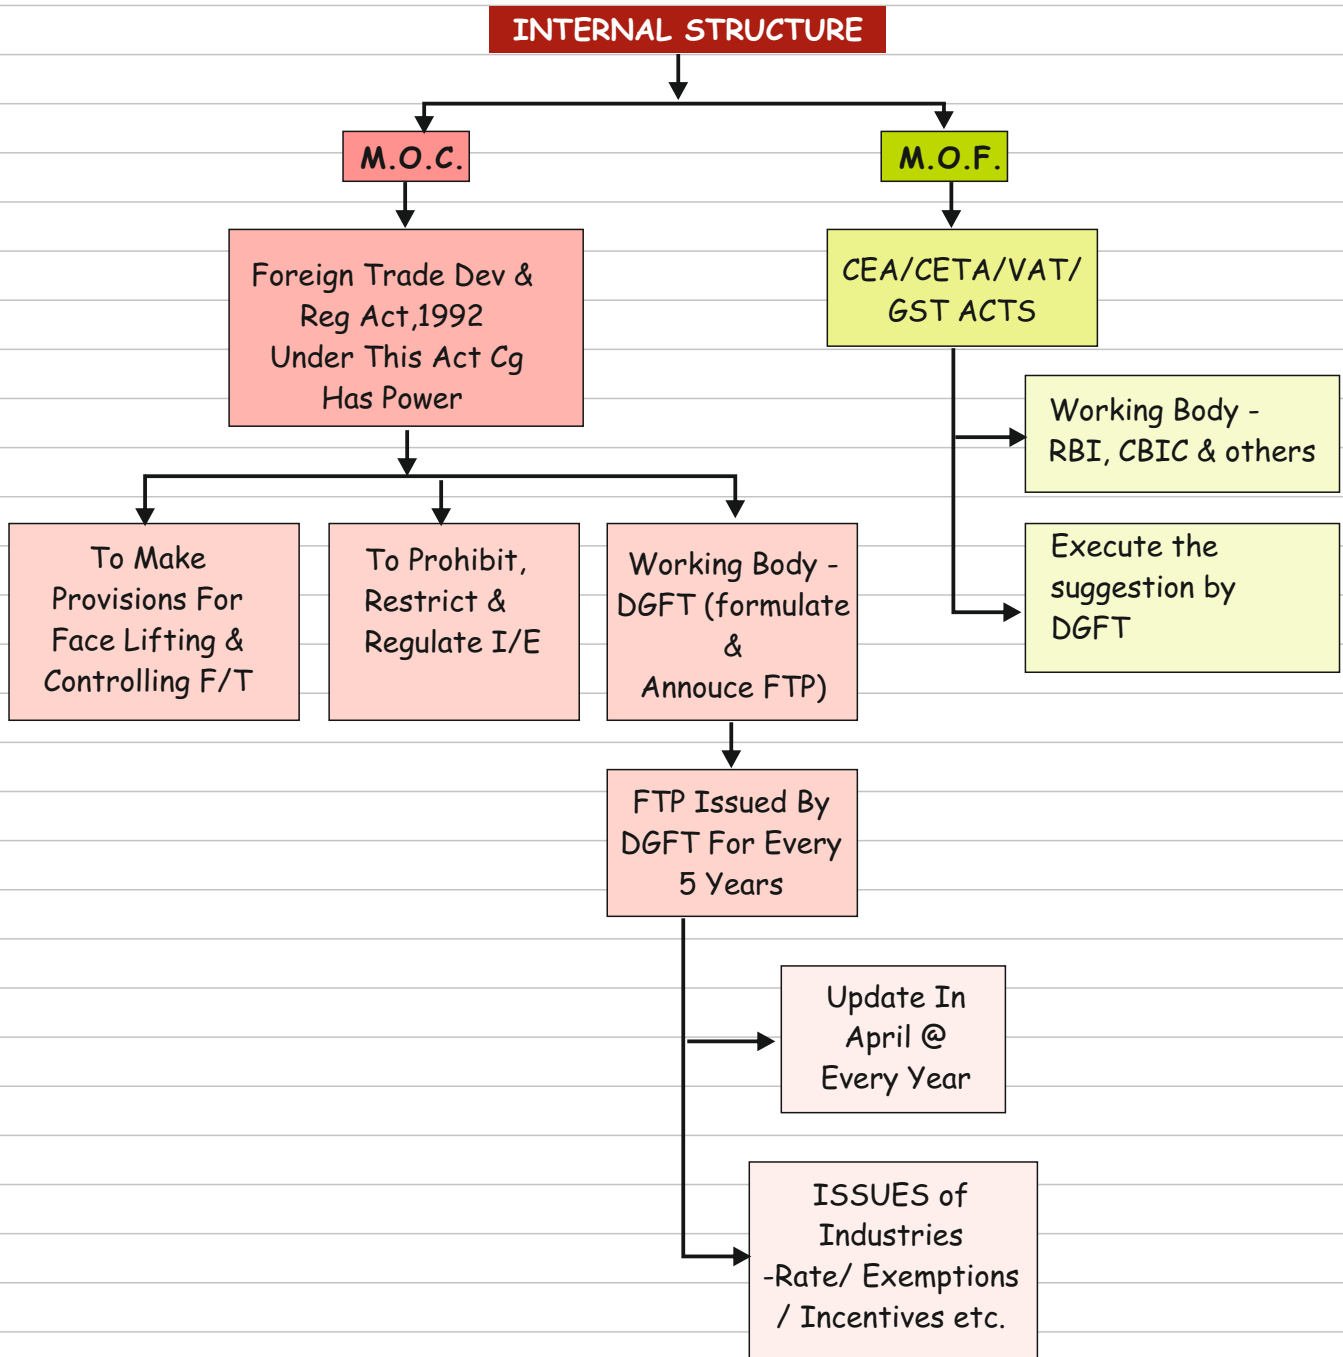 INTERNAL STRUCTURE
M.O.C.
M.O.F.
Foreign Trade Dev &
Reg Act,1992
Under This Act Cg
Has Power
CEA/CETA/VAT/
GST ACTS
Working Body -
RBI, CBIC & others
Execute the
suggestion by
DGFT
To Make
Provisions For
Face Lifting &
Controlling F/T
To Prohibit,
Restrict &
Regulate I/E
Working Body -
DGFT (formulate
&
Annouce FTP)
FTP Issued By
DGFT For Every
5 Years
Update In
April @
Every Year
ISSUES of
Industries
-Rate/ Exemptions
/ Incentives etc.